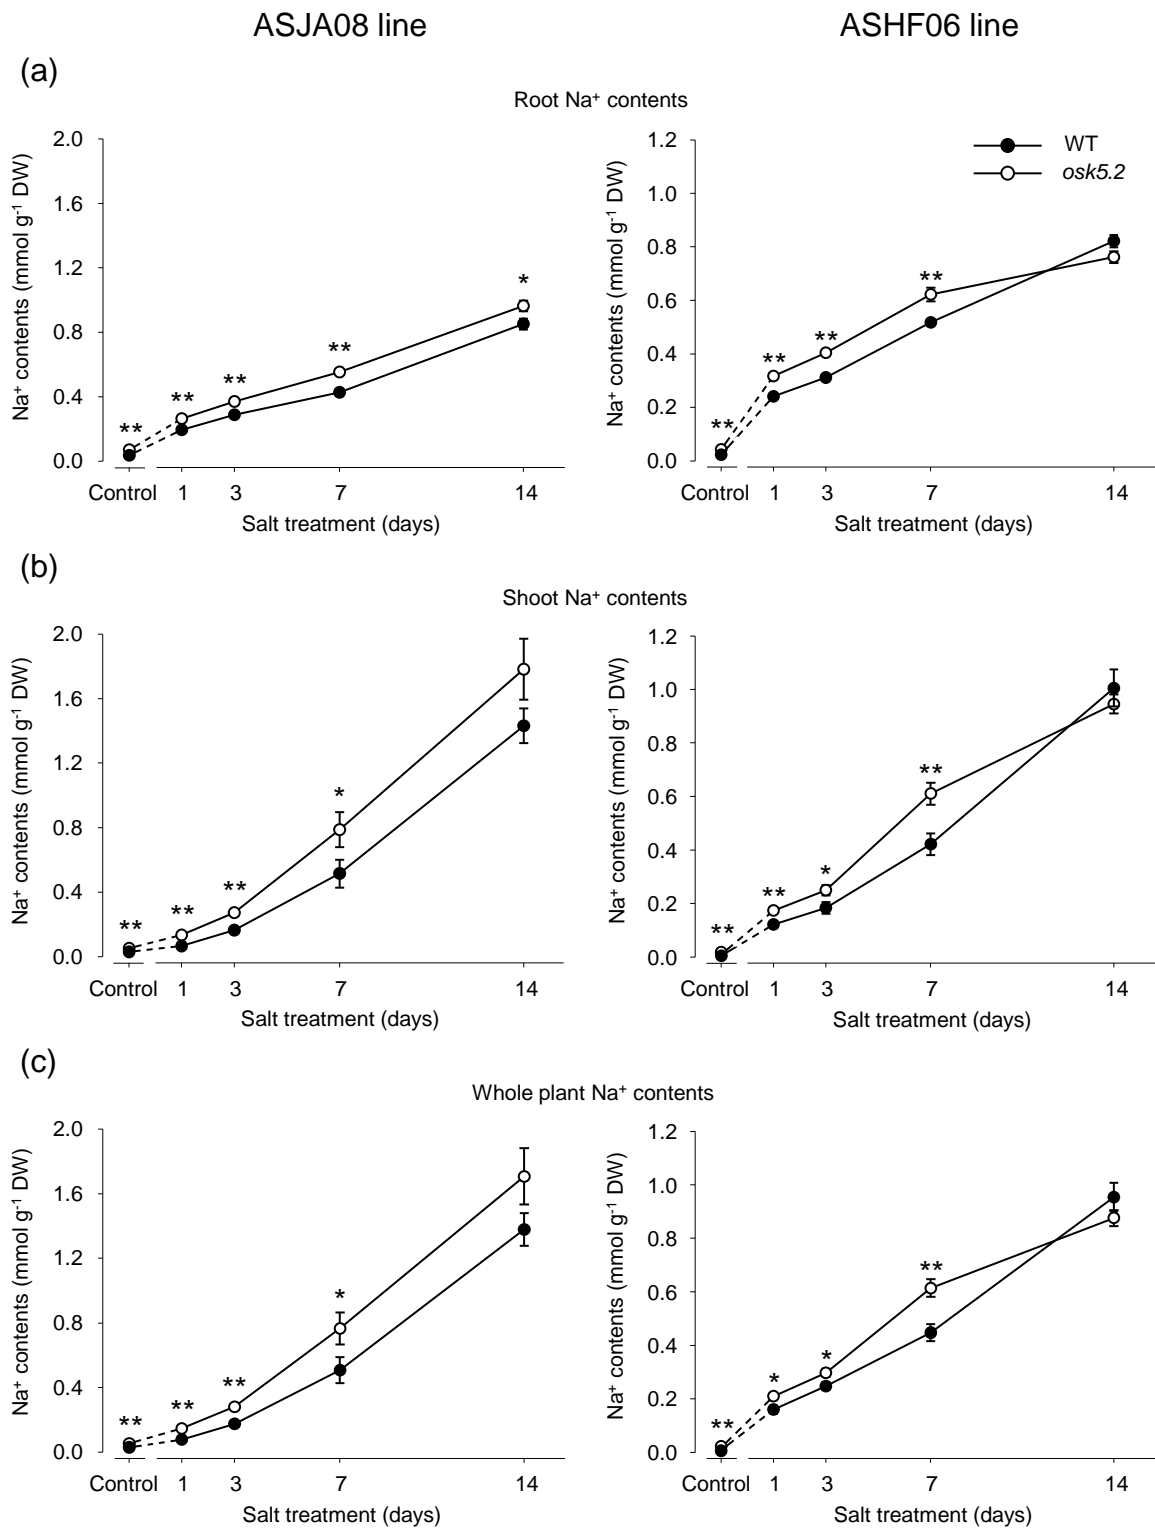 ASJA08 line ASHF06 line
(a)
Root Na⁺ contents
Na⁺ contents (mmol g⁻¹ DW)
2.0
1.6
1.2
0.8
0.4
0.0
** ** ** ** *
Control 1 3 7 14
Salt treatment (days)
Na⁺ contents (mmol g⁻¹ DW)
1.2
1.0
0.8
0.6
0.4
0.2
0.0
WT
osk5.2
** ** ** **
Control 1 3 7 14
Salt treatment (days)
(b)
Shoot Na⁺ contents
Na⁺ contents (mmol g⁻¹ DW)
2.0
1.6
1.2
0.8
0.4
0.0
** ** ** *
Control 1 3 7 14
Salt treatment (days)
Na⁺ contents (mmol g⁻¹ DW)
1.2
1.0
0.8
0.6
0.4
0.2
0.0
** ** * **
Control 1 3 7 14
Salt treatment (days)
(c)
Whole plant Na⁺ contents
Na⁺ contents (mmol g⁻¹ DW)
2.0
1.6
1.2
0.8
0.4
0.0
** ** ** *
Control 1 3 7 14
Salt treatment (days)
Na⁺ contents (mmol g⁻¹ DW)
1.2
1.0
0.8
0.6
0.4
0.2
0.0
** * * **
Control 1 3 7 14
Salt treatment (days)